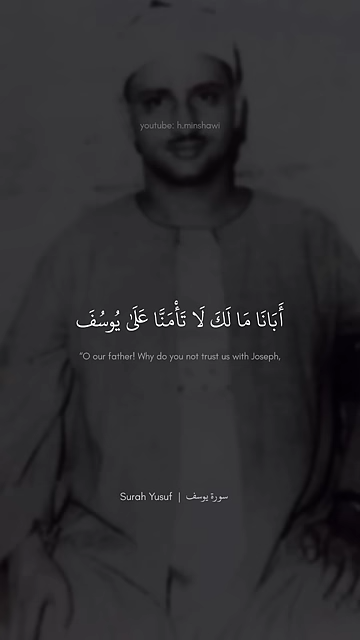 youtube: h.minshawi
أَبَانَا مَا لَكَ لَا تَأْمَ۫نَّا عَلَىٰ يُوسُفَ
“O our father! Why do you not trust us with Joseph,
Surah Yusuf | سورة يوسف